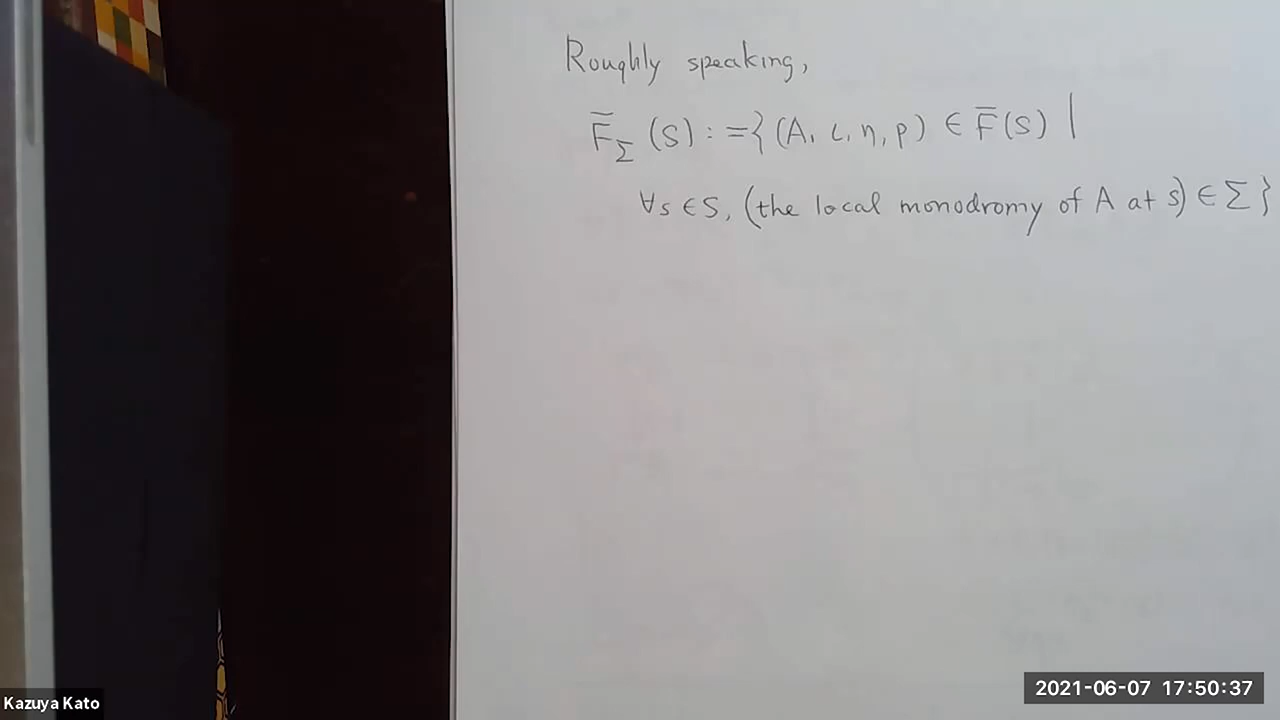 Roughly speaking,
F̄_Σ (S) := { (A, ι, η, p) ∈ F̄(S) |
∀s ∈ S, (the local monodromy of A at s) ∈ Σ }
Kazuya Kato
2021-06-07 17:50:37